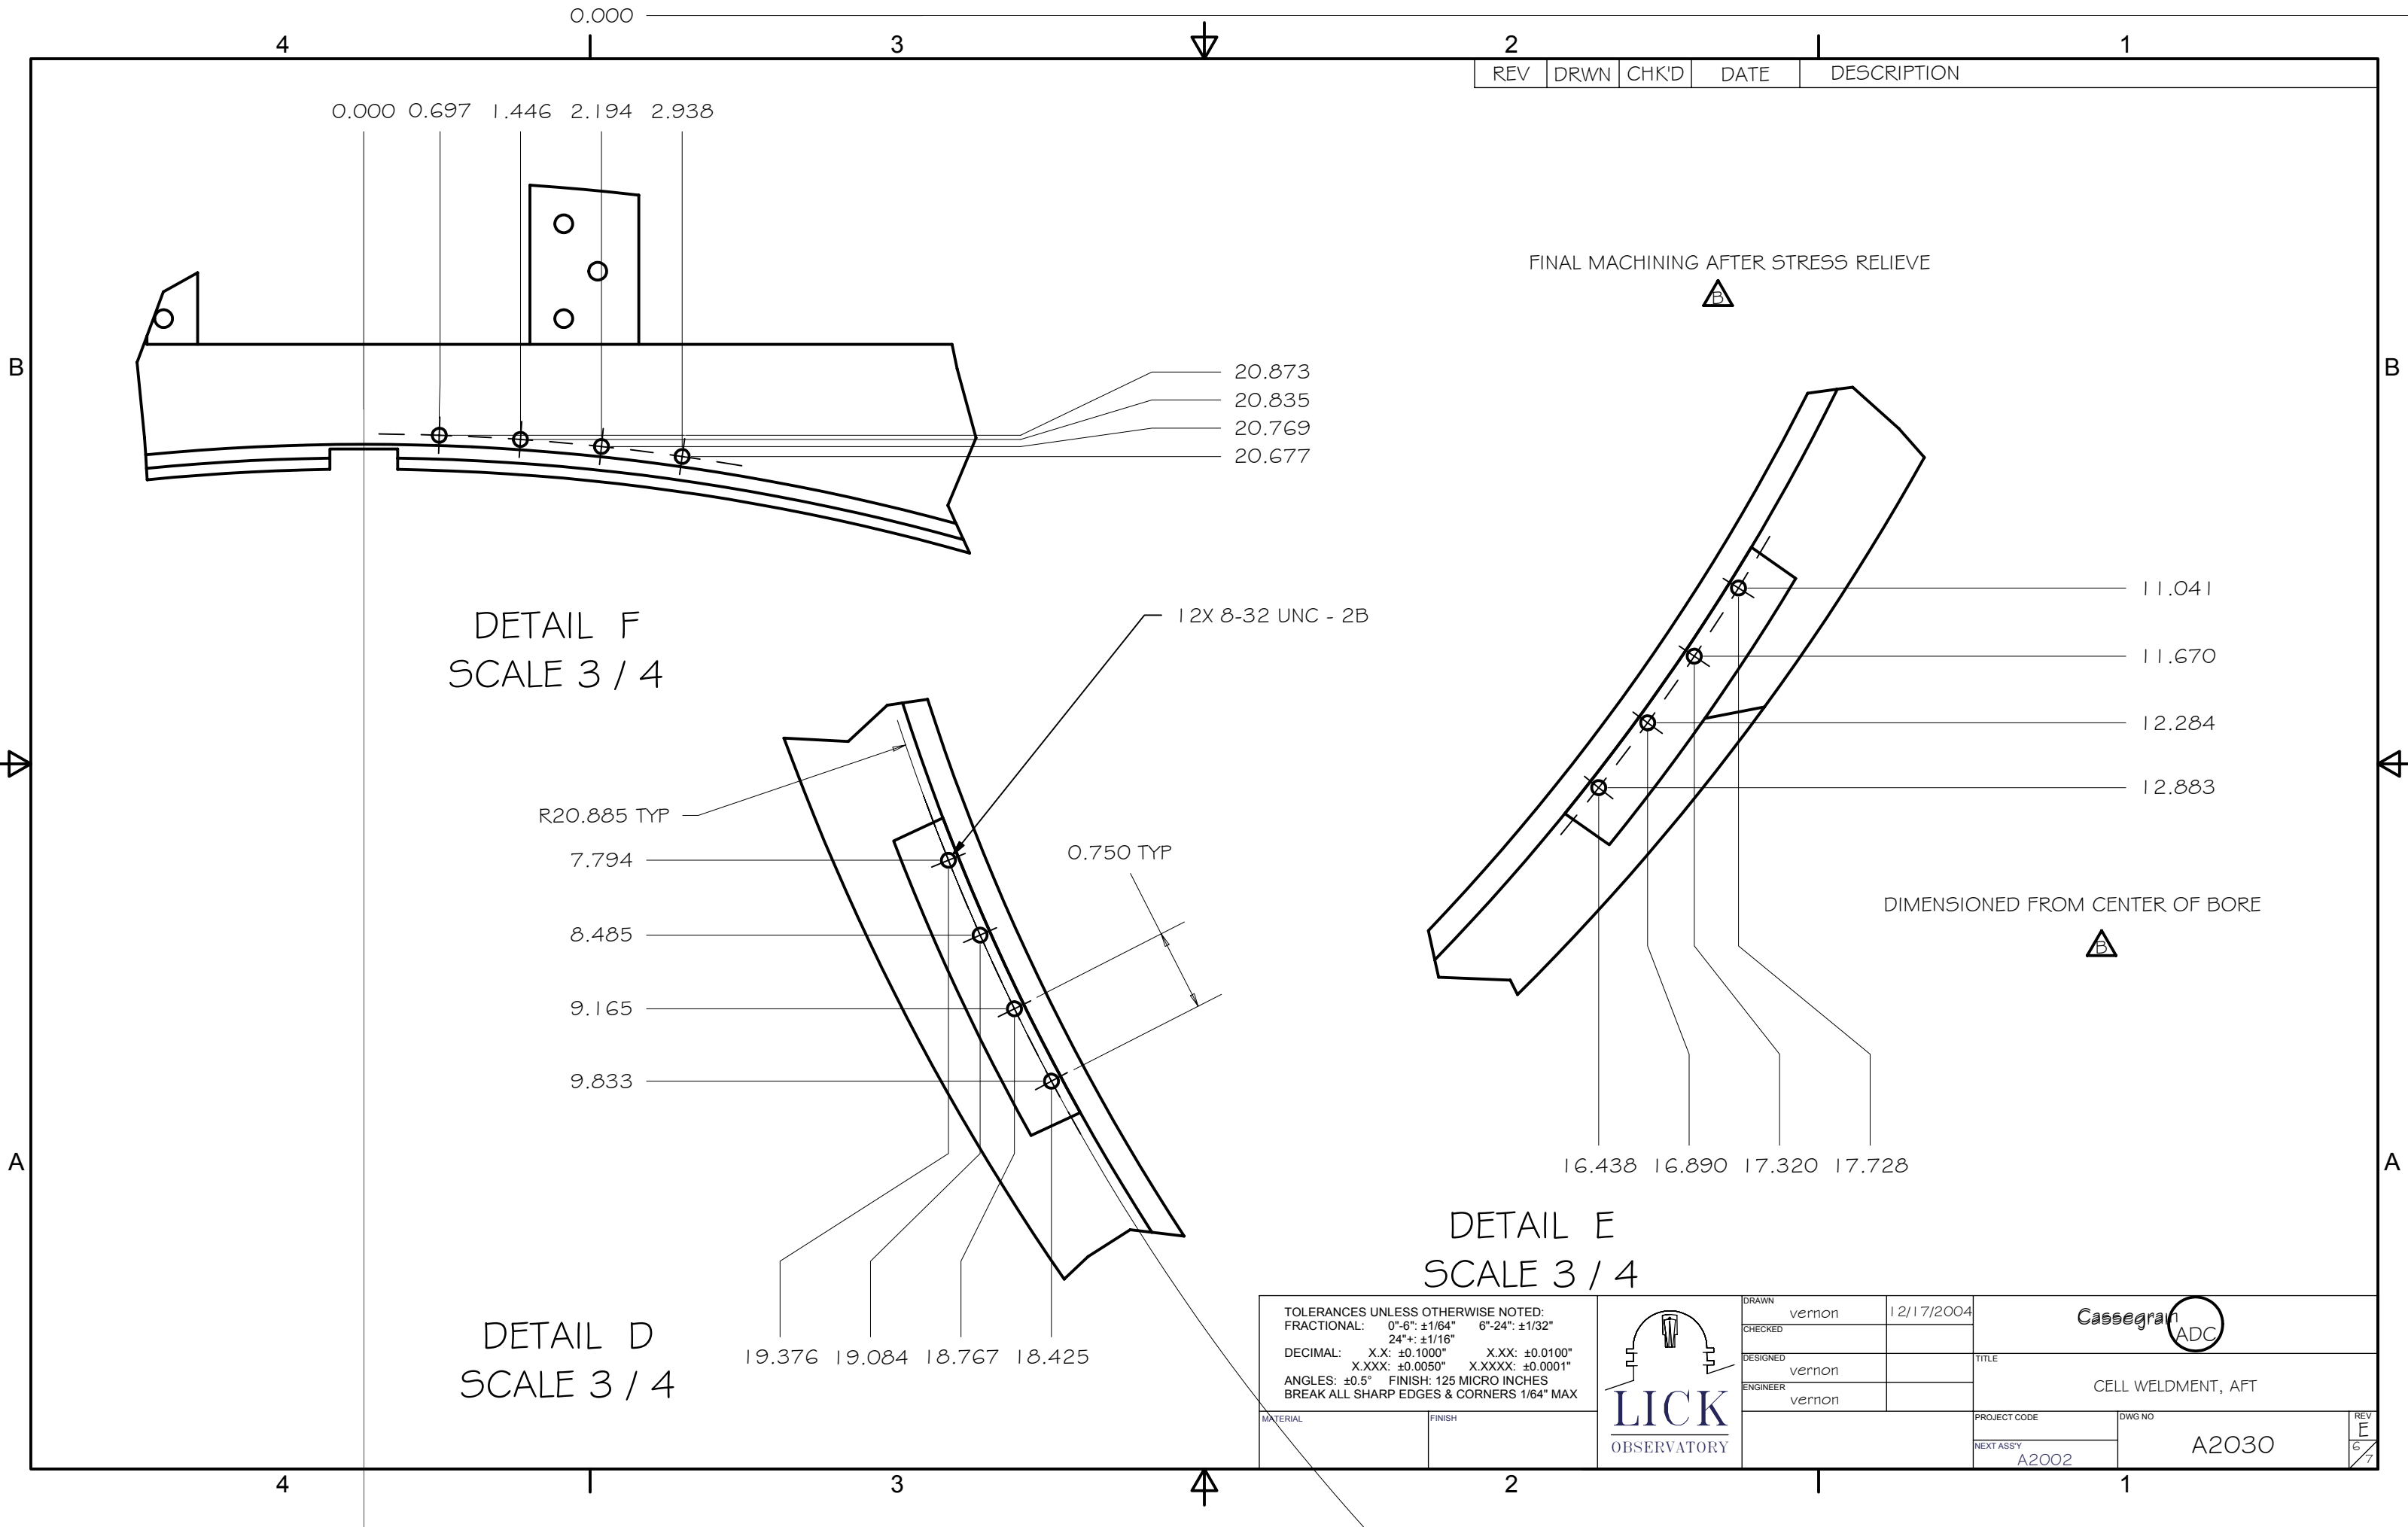 0.000
4 3 2 1
REV DRWN CHK'D DATE DESCRIPTION
0.000 0.697 1.446 2.194 2.938
FINAL MACHINING AFTER STRESS RELIEVE
B
B B
20.873
20.835
20.769
20.677
DETAIL F
SCALE 3 / 4
12X 8-32 UNC - 2B
11.041
11.670
12.284
12.883
R20.885 TYP
7.794
8.485
9.165
9.833
0.750 TYP
DIMENSIONED FROM CENTER OF BORE
B
A A
16.438 16.890 17.320 17.728
DETAIL E
SCALE 3 / 4
19.376 19.084 18.767 18.425
DETAIL D
SCALE 3 / 4
TOLERANCES UNLESS OTHERWISE NOTED:
FRACTIONAL: 0"-6": ±1/64" 6"-24": ±1/32"
24"+: ±1/16"
DECIMAL: X.X: ±0.1000" X.XX: ±0.0100"
X.XXX: ±0.0050" X.XXXX: ±0.0001"
ANGLES: ±0.5° FINISH: 125 MICRO INCHES
BREAK ALL SHARP EDGES & CORNERS 1/64" MAX
MATERIAL FINISH
LICK
OBSERVATORY
DRAWN vernon 12/17/2004
CHECKED
DESIGNED vernon
ENGINEER vernon
Cassegrain
ADC
TITLE
CELL WELDMENT, AFT
PROJECT CODE
NEXT ASS'Y
A2002
DWG NO
A2030
REV
E
6/7
4 3 2 1